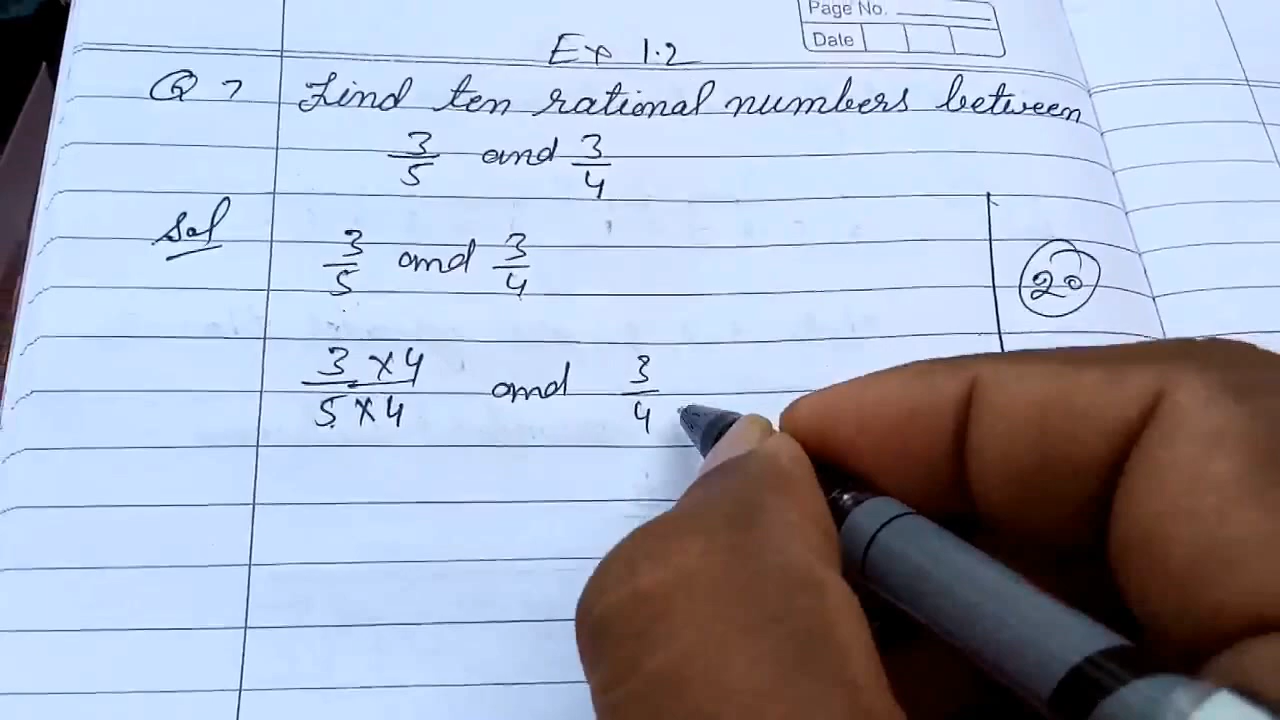 Page No.
Date
Ex 1.2
Q 7 Find ten rational numbers between
3/5 and 3/4
Sol 3/5 and 3/4
20
3×4/5×4 and 3/4